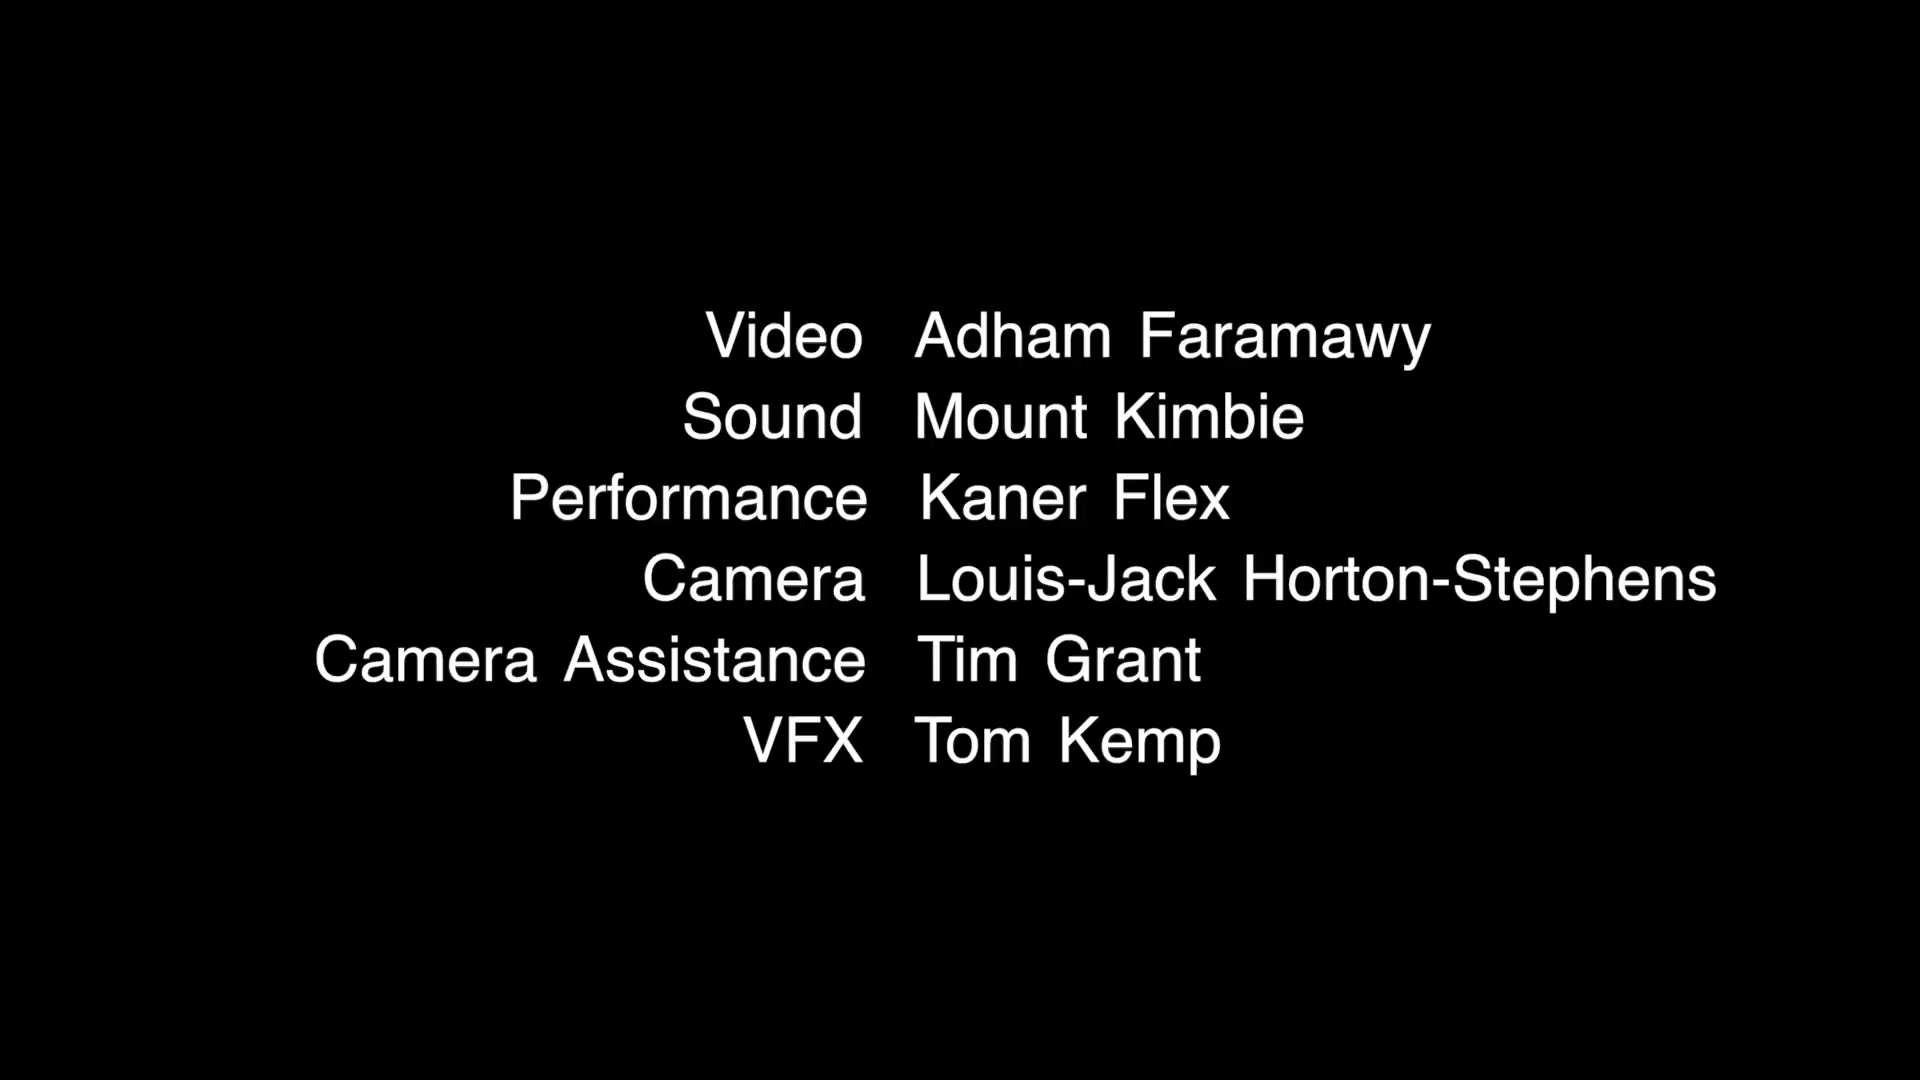 Video Adham Faramawy
Sound Mount Kimbie
Performance Kaner Flex
Camera Louis-Jack Horton-Stephens
Camera Assistance Tim Grant
VFX Tom Kemp